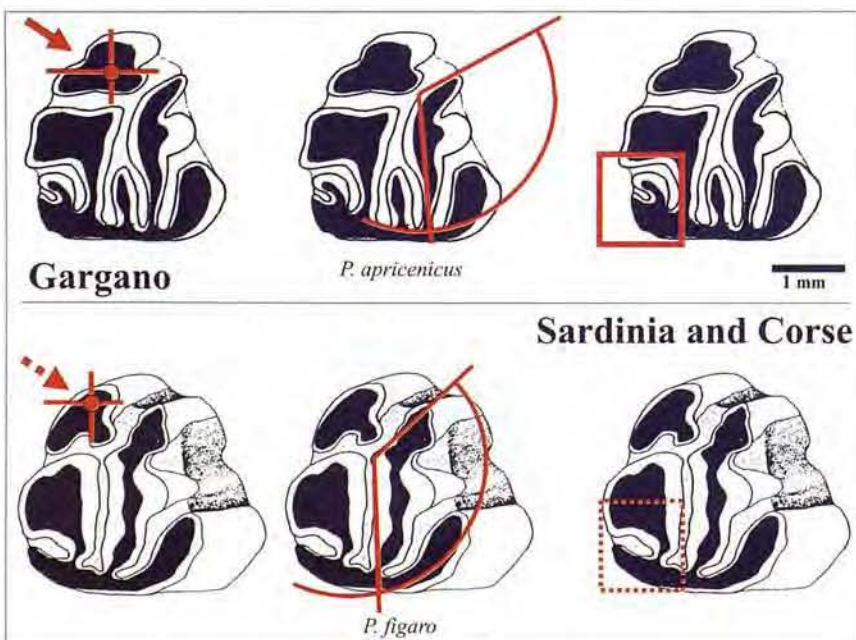 Gargano
P. apricenicus
1 mm
Sardinia and Corse
P. figaro